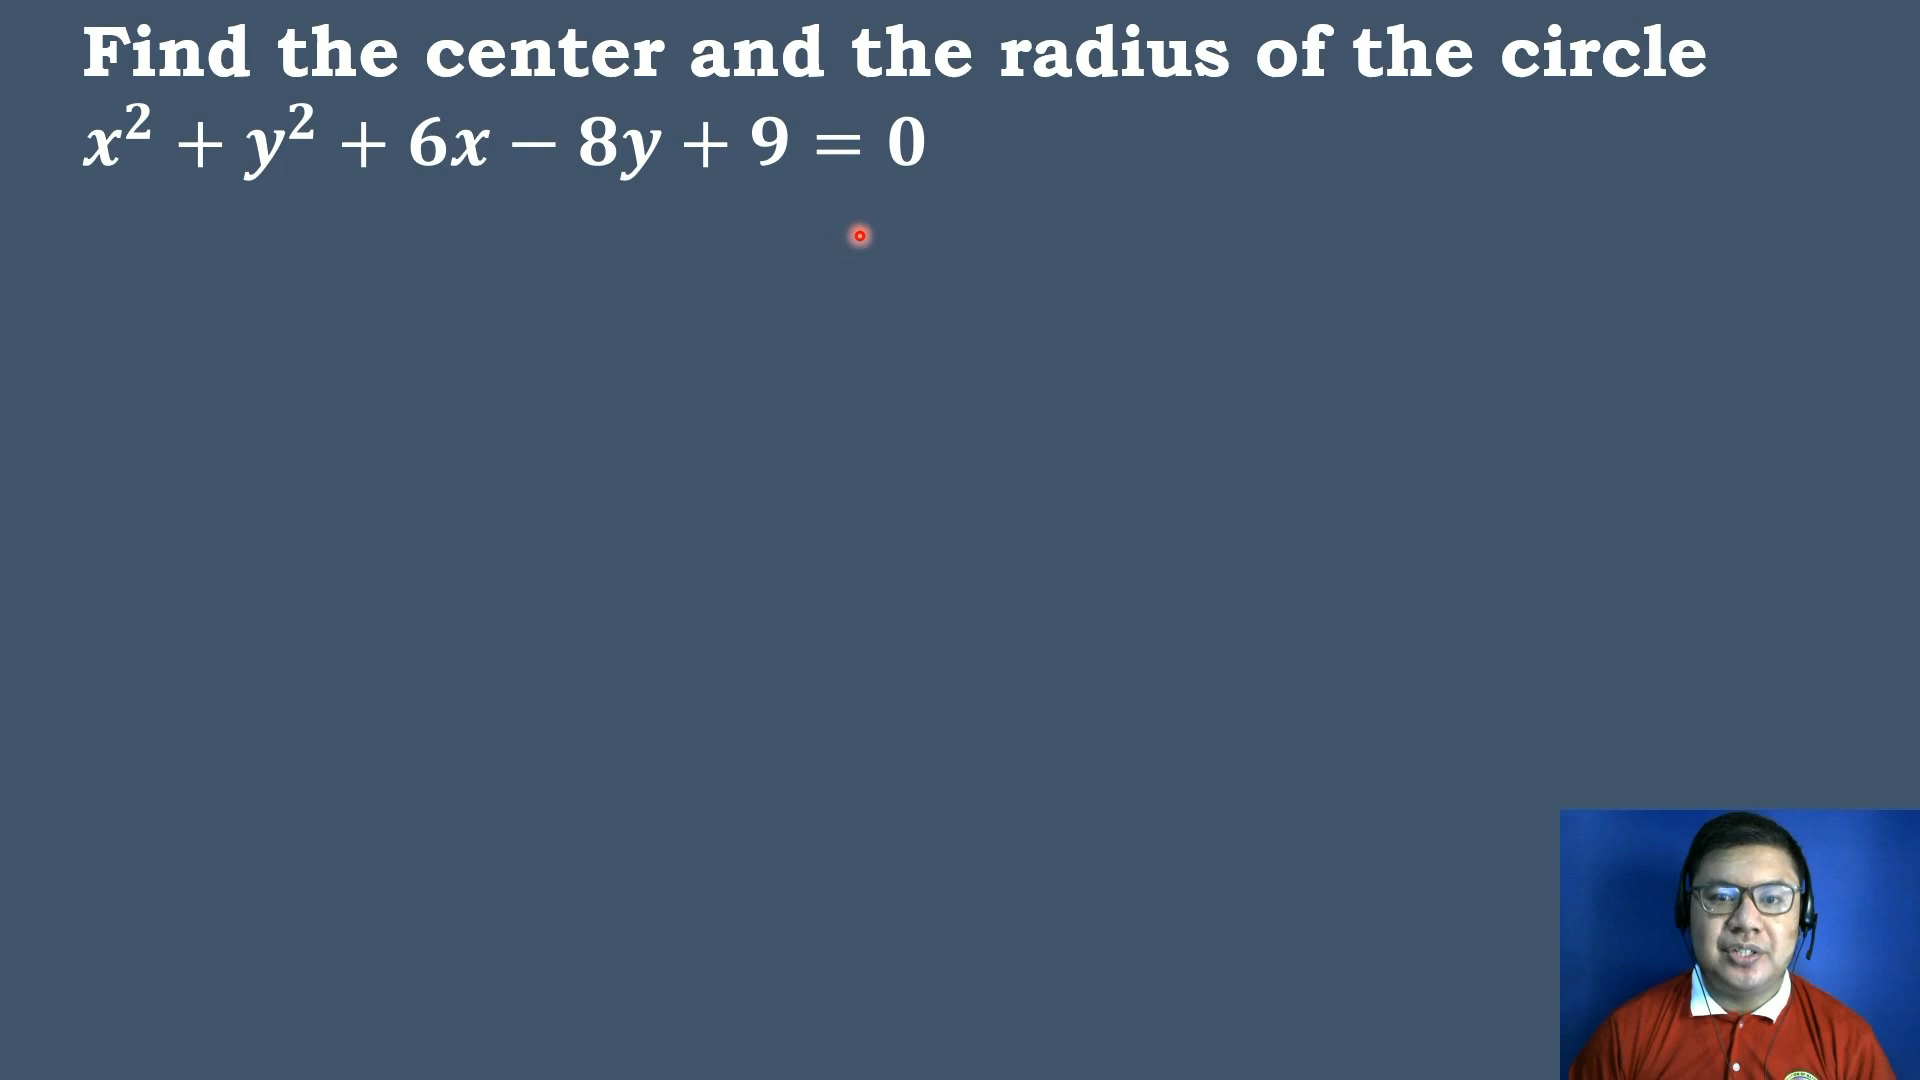 Find the center and the radius of the circle
x² + y² + 6x − 8y + 9 = 0